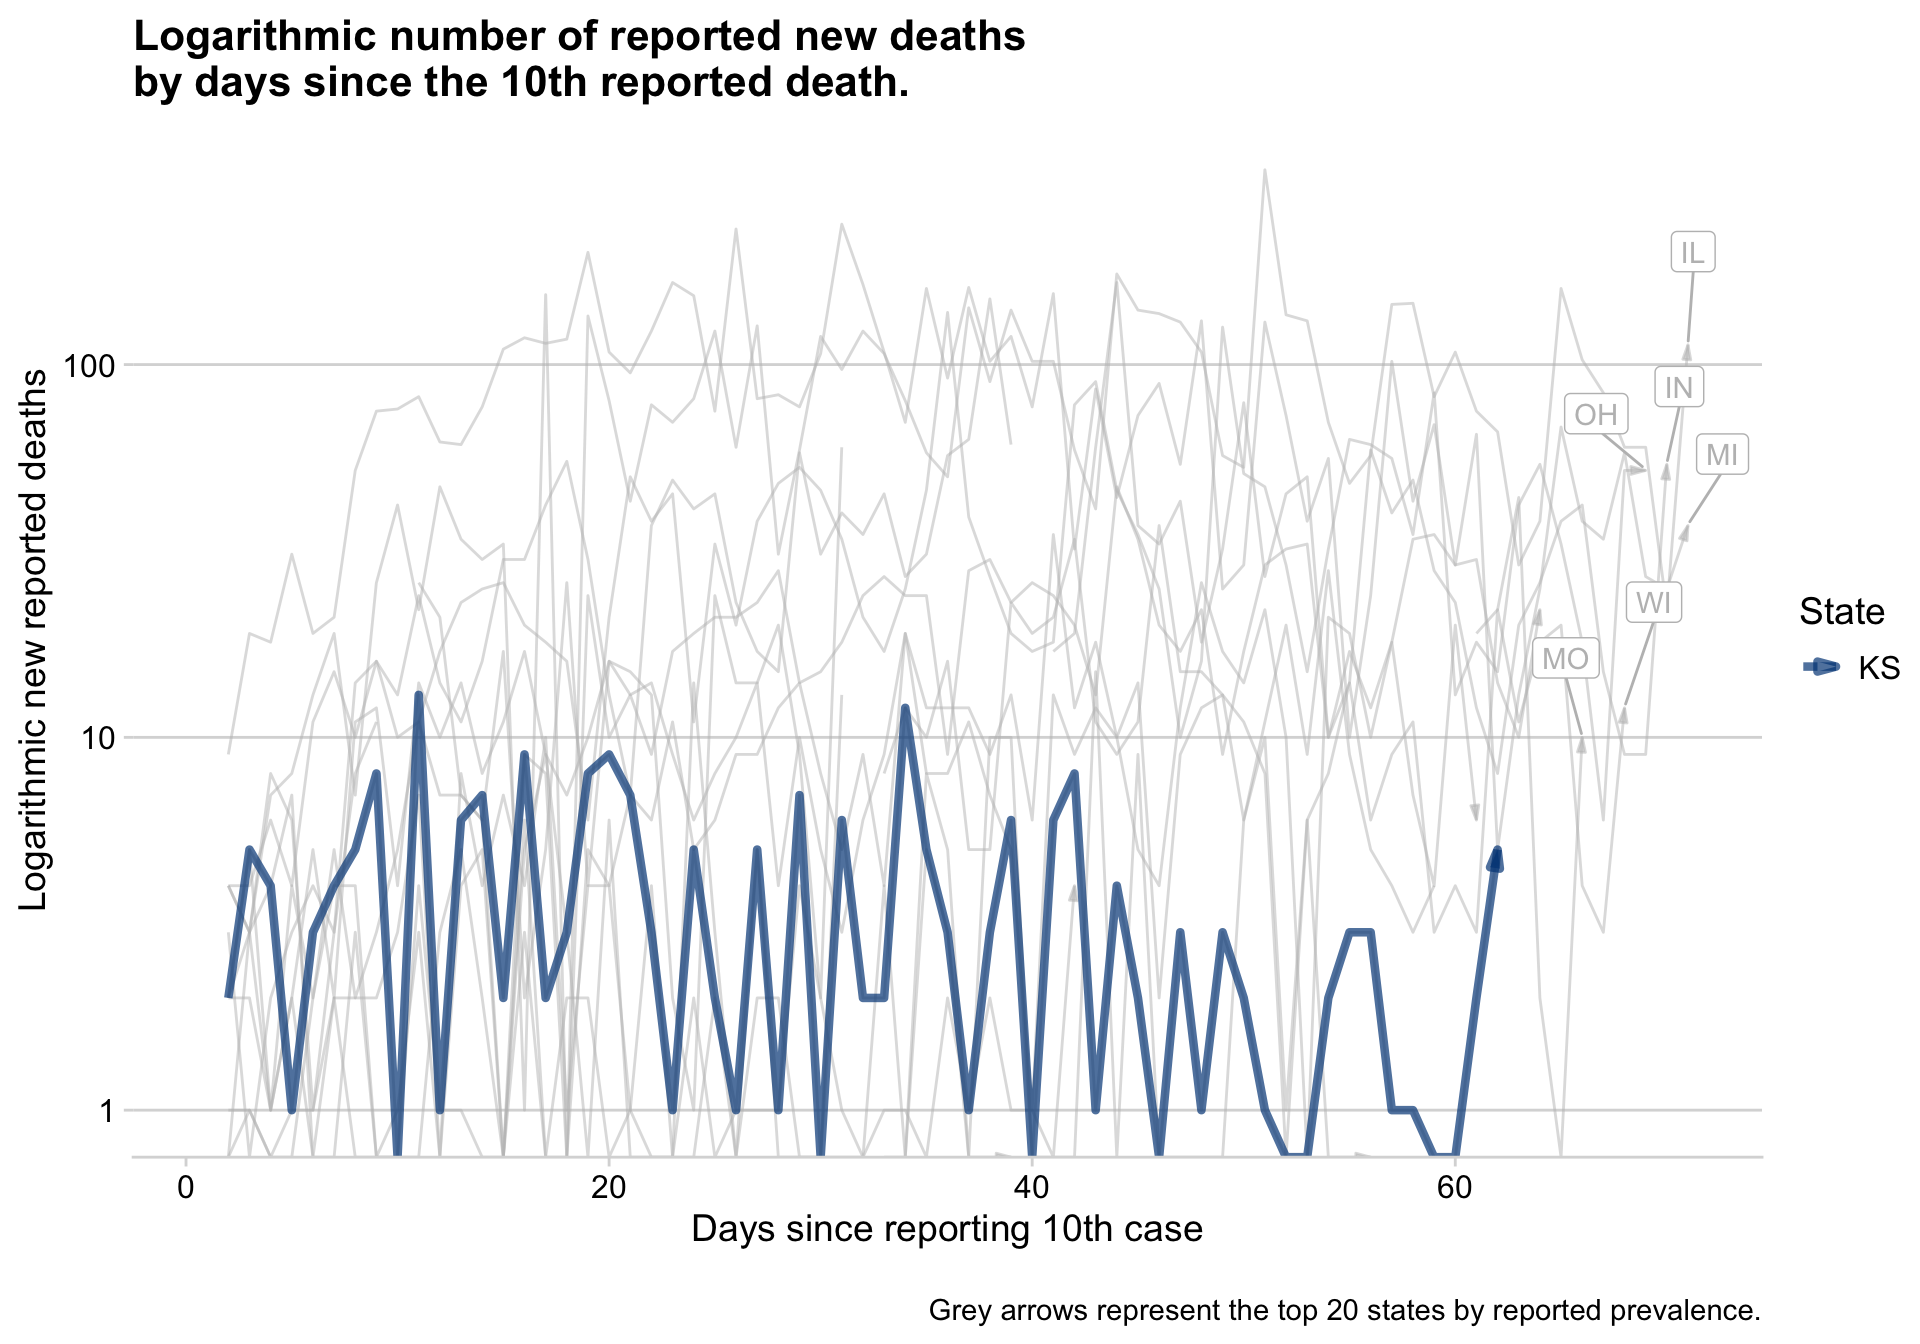 Logarithmic number of reported new deaths
by days since the 10th reported death.
Logarithmic new reported deaths
100
10
1
IL
IN
OH
MI
WI
MO
State
KS
0
20
40
60
Days since reporting 10th case
Grey arrows represent the top 20 states by reported prevalence.